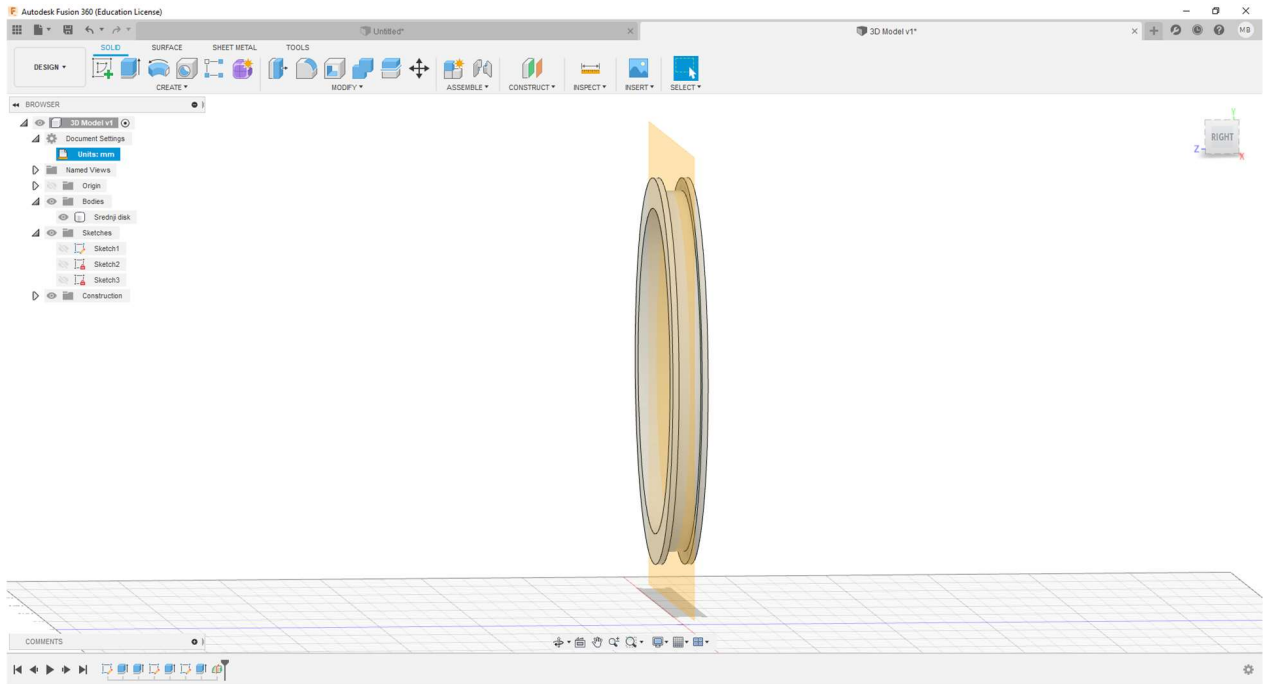 Autodesk Fusion 360 (Education License)
Untitled*
3D Model v1*
MB
SOLID SURFACE SHEET METAL TOOLS
DESIGN
CREATE MODIFY ASSEMBLE CONSTRUCT INSPECT INSERT SELECT
BROWSER
3D Model v1
Document Settings
Units: mm
Named Views
Origin
Bodies
Srednji disk
Sketches
Sketch1
Sketch2
Sketch3
Construction
RIGHT
Z
X
Y
COMMENTS